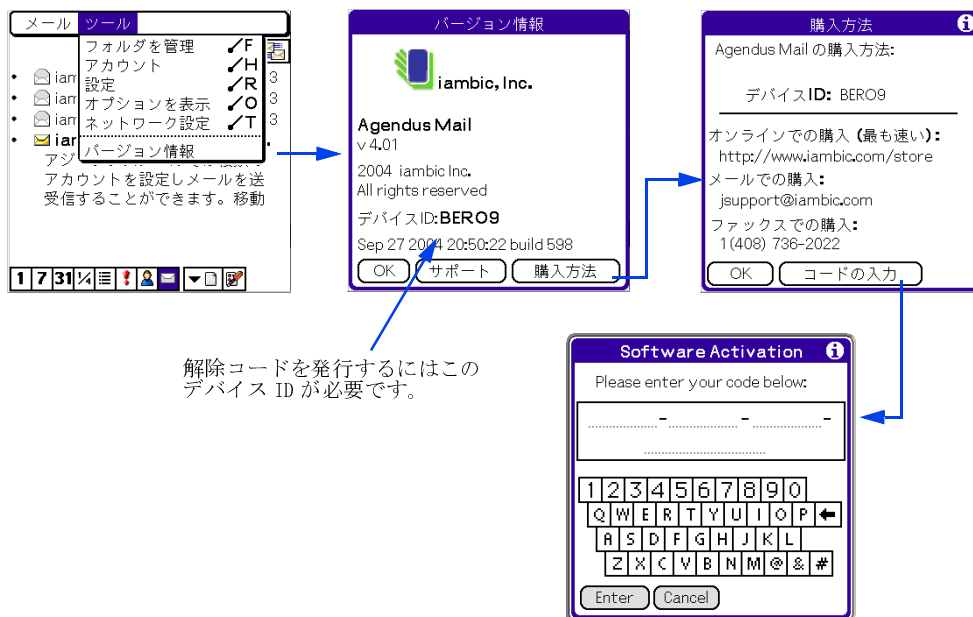 メール ツール
フォルダを管理 F
アカウント H
設定 R
オプションを表示 O
ネットワーク設定 T
バージョン情報
iam 3
iam 3
iam 3
iar
アカウントを設定しメールを送
受信することができます。移動
1 7 31
バージョン情報
iambic, Inc.
Agendus Mail
v 4.01
2004 iambic Inc.
All rights reserved
デバイスID:BERO9
Sep 27 2004 20:50:22 build 598
OK サポート 購入方法
購入方法
Agendus Mail の購入方法:
デバイスID: BERO9
オンラインでの購入 (最も速い):
http://www.iambic.com/store
メールでの購入:
jsupport@iambic.com
ファックスでの購入:
1(408) 736-2022
OK コードの入力
解除コードを発行するにはこの
デバイス ID が必要です。
Software Activation
Please enter your code below:
- - -
1 2 3 4 5 6 7 8 9 0
Q W E R T Y U I O P
A S D F G H J K L
Z X C V B N M @ & #
Enter Cancel